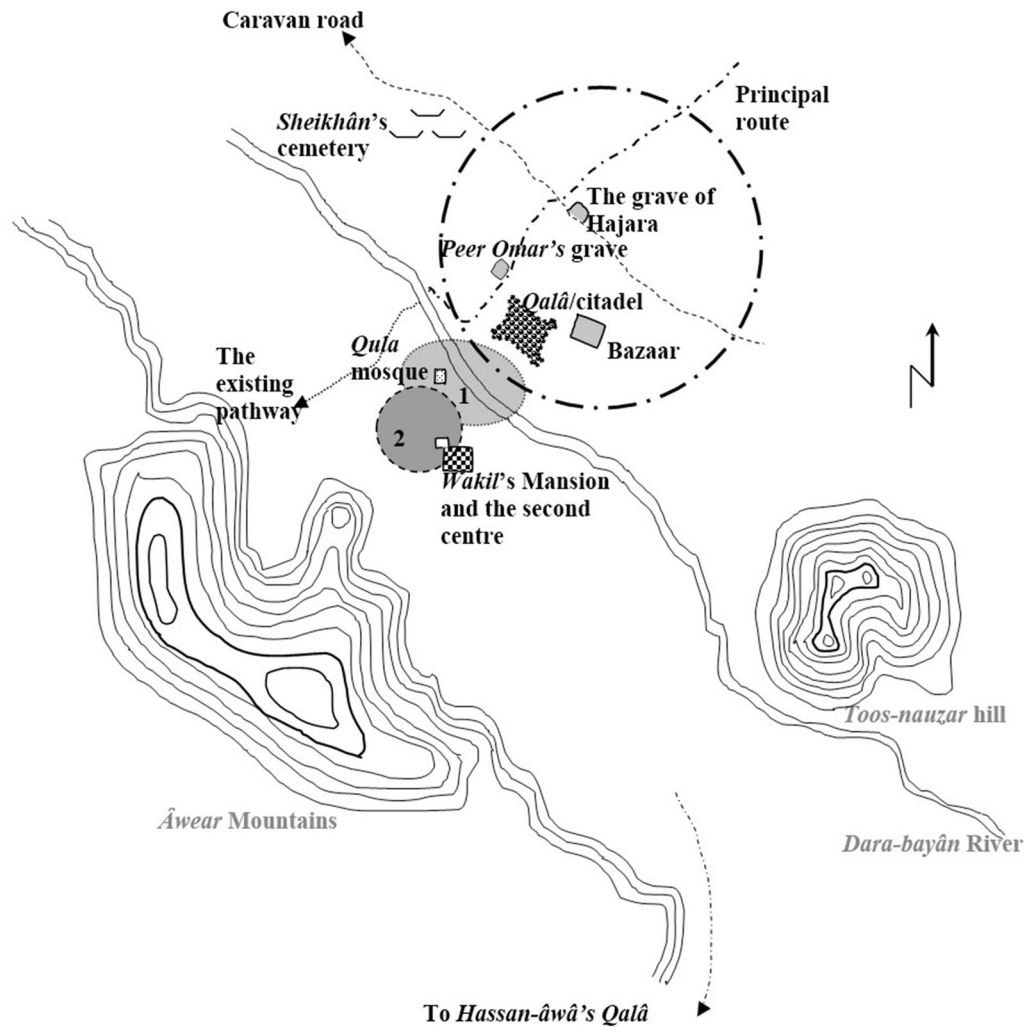 Caravan road
Principal
route
Sheikhân's
cemetery
The grave of
Hajara
Peer Omar's grave
Qalâ/citadel
Bazaar
Qula
mosque
The
existing
pathway
1
2
Wakil's Mansion
and the second
centre
Toos-nauzar hill
Âwear Mountains
Dara-bayân River
To Hassan-âwâ's Qalâ